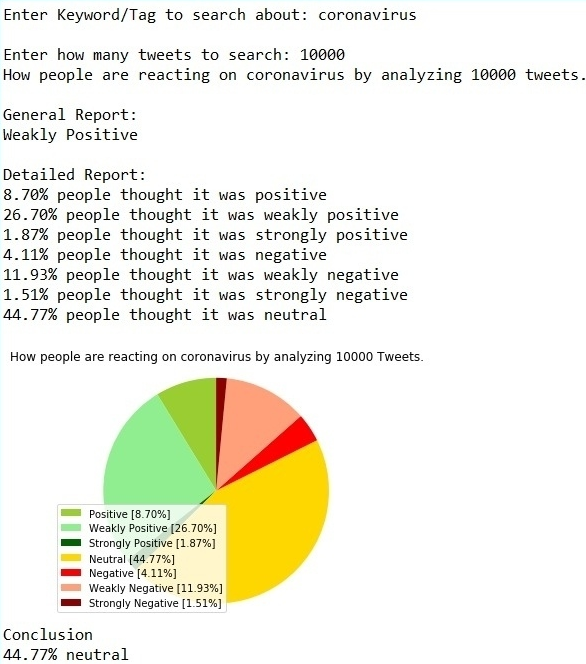 Enter Keyword/Tag to search about: coronavirus
Enter how many tweets to search: 10000
How people are reacting on coronavirus by analyzing 10000 tweets.
General Report:
Weakly Positive
Detailed Report:
8.70% people thought it was positive
26.70% people thought it was weakly positive
1.87% people thought it was strongly positive
4.11% people thought it was negative
11.93% people thought it was weakly negative
1.51% people thought it was strongly negative
44.77% people thought it was neutral
How people are reacting on coronavirus by analyzing 10000 Tweets.
Positive [8.70%]
Weakly Positive [26.70%]
Strongly Positive [1.87%]
Neutral [44.77%]
Negative [4.11%]
Weakly Negative [11.93%]
Strongly Negative [1.51%]
Conclusion
44.77% neutral